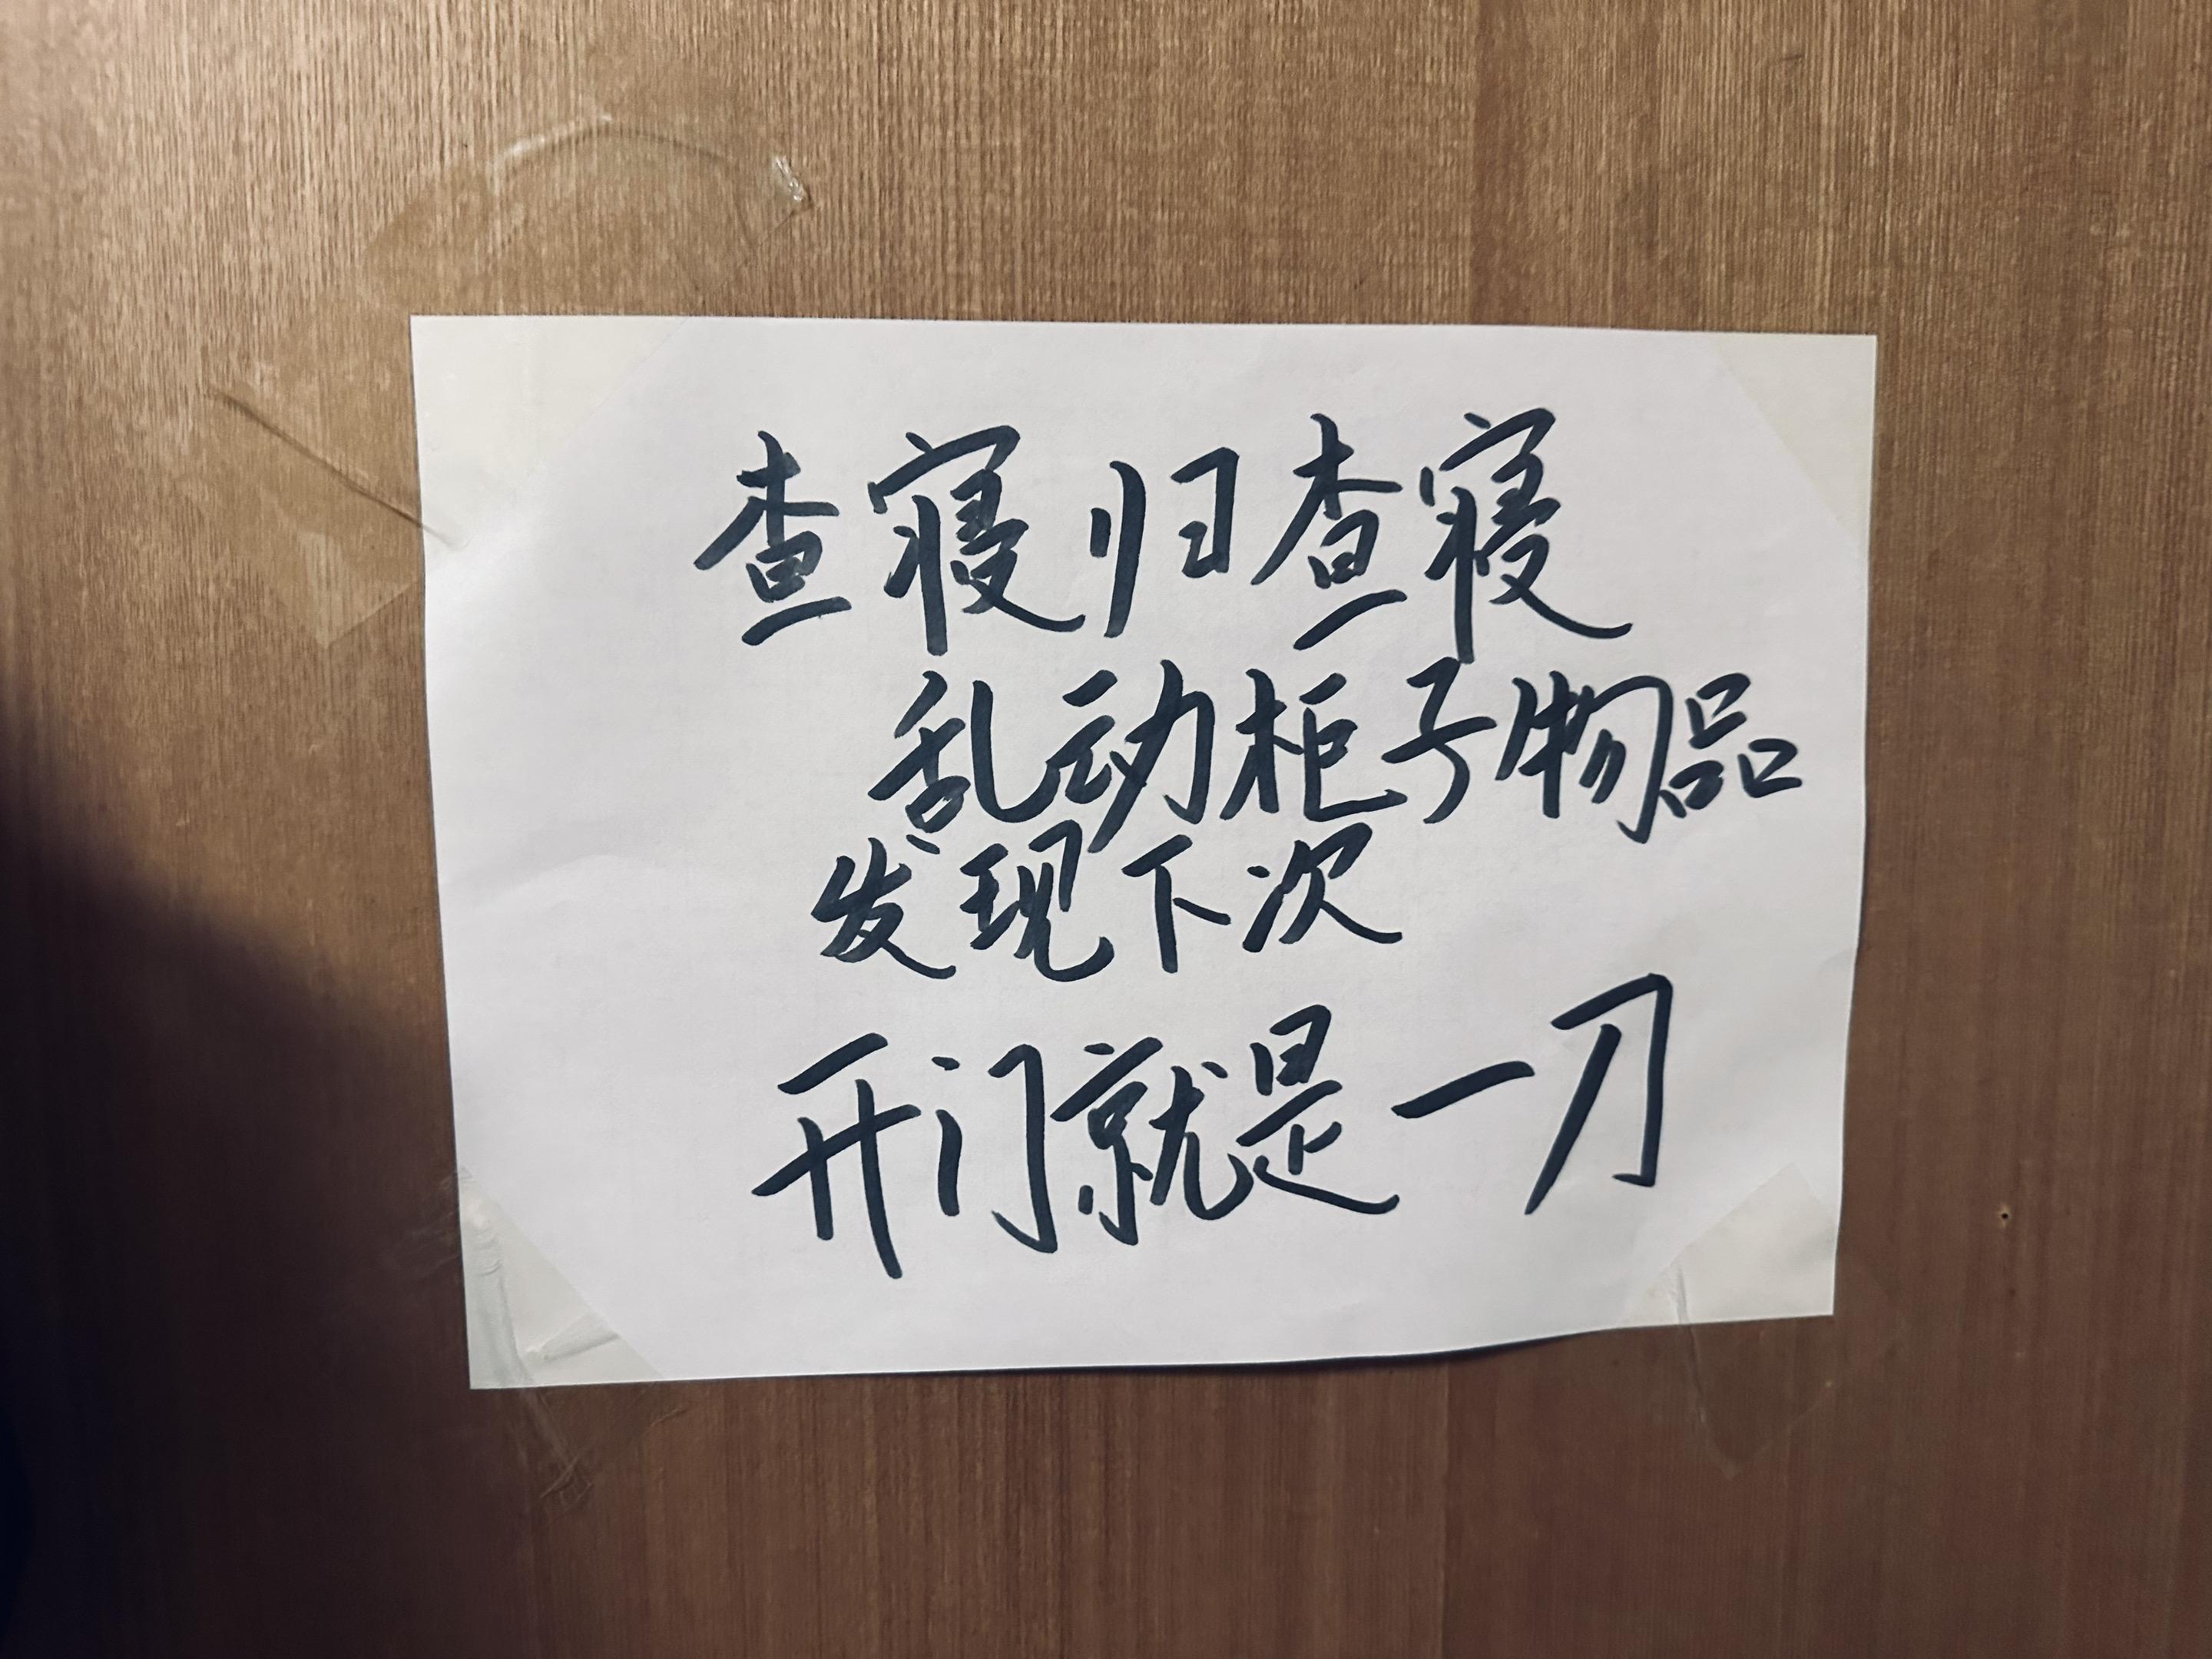 查寝归查寝
乱动柜子物品
发现下次
开门就是一刀